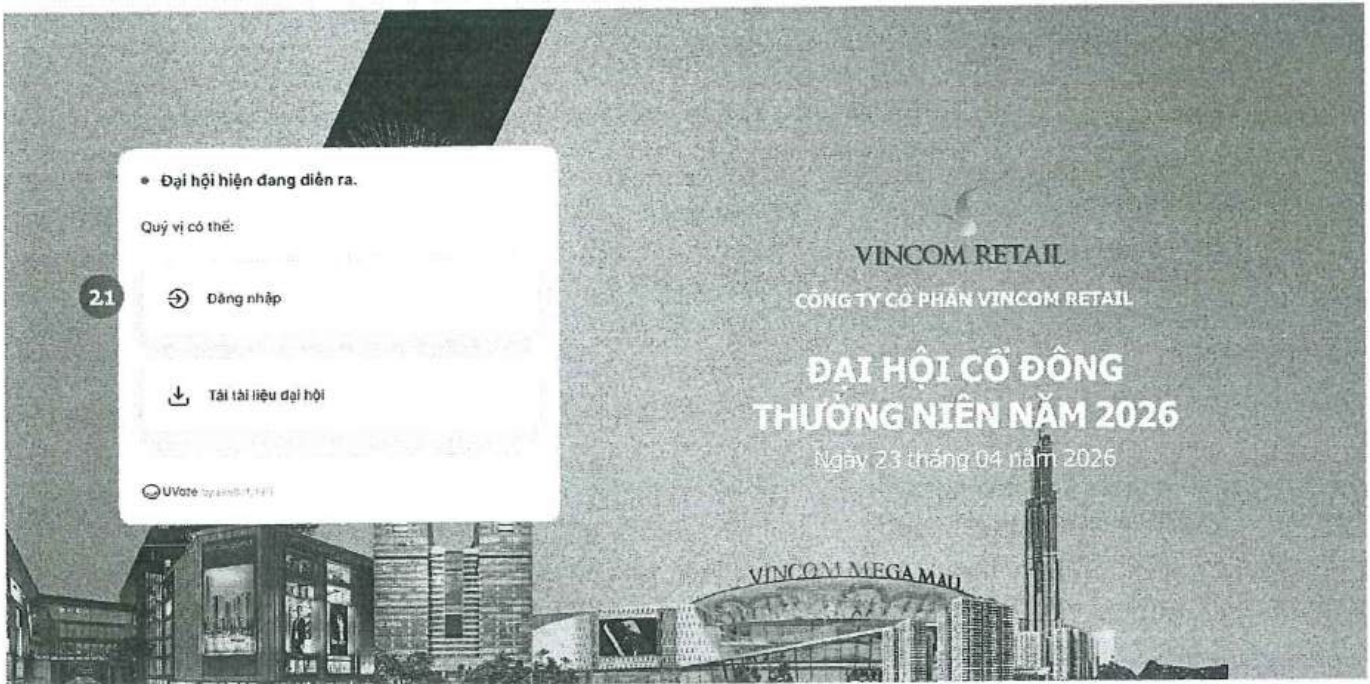 Đại hội hiện đang diễn ra.
Quý vị có thể:
2.1
Đăng nhập
Tải tài liệu đại hội
UVote by
VINCOM RETAIL
CÔNG TY CỔ PHẦN VINCOM RETAIL
ĐẠI HỘI CỔ ĐÔNG
THƯỜNG NIÊN NĂM 2026
Ngày 23 tháng 04 năm 2026
VINCOM MEGA MALL